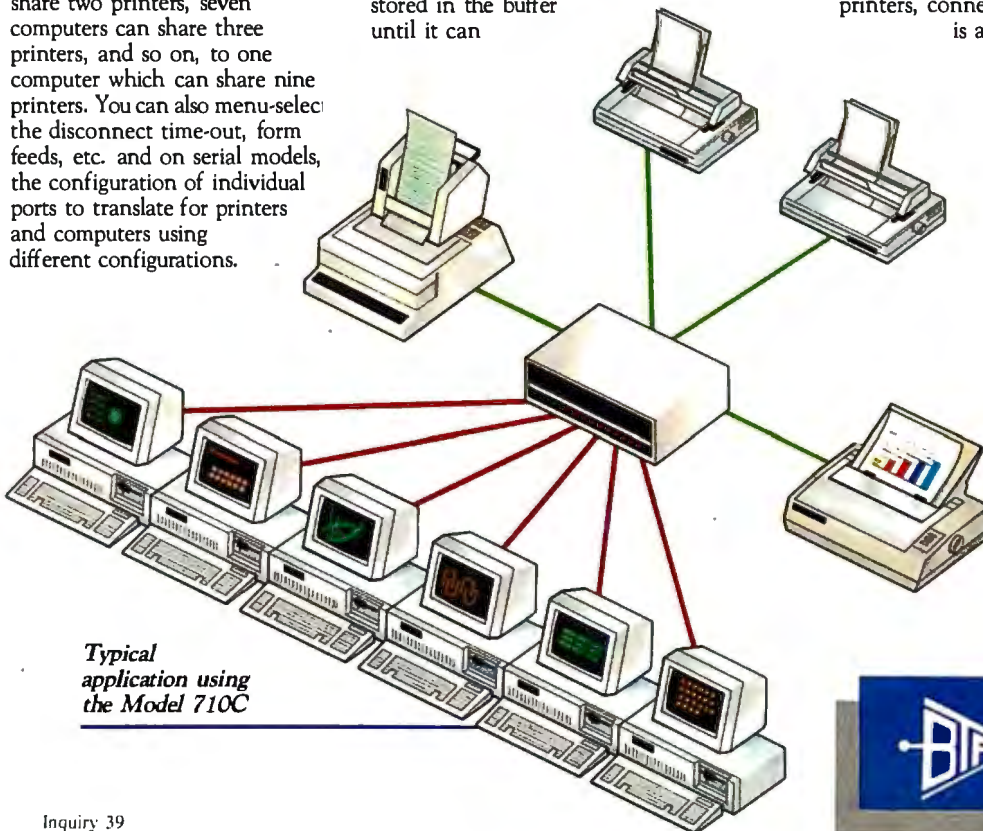 share two printers, seven
computers can share three
printers, and so on, to one
computer which can share nine
printers. You can also menu-select
the disconnect time-out, form
feeds, etc. and on serial models,
the configuration of individual
ports to translate for printers
and computers using
different configurations.
stored in the buffer
until it can
Typical
application using
the Model 710C
Inquiry 39